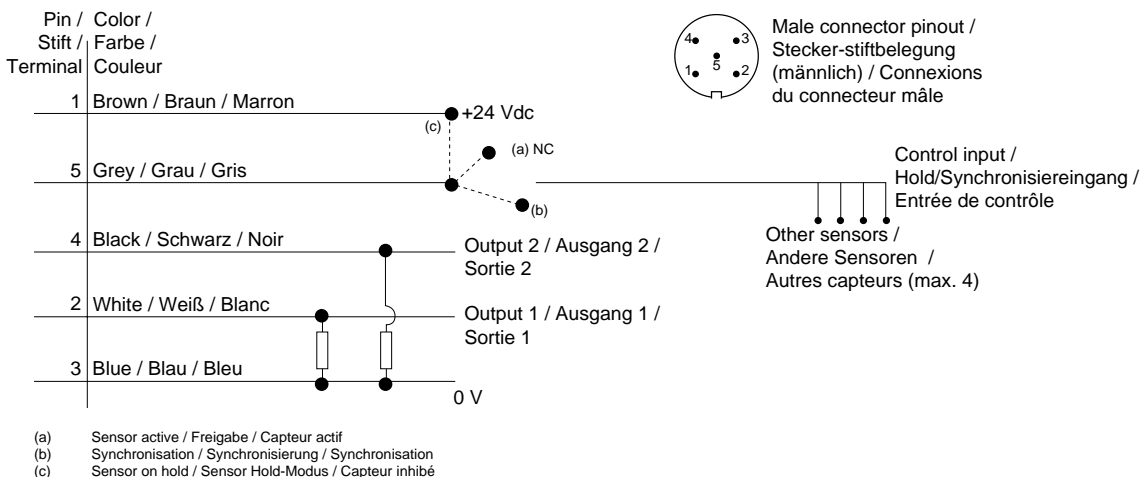 Pin / Color /
Stift / Farbe /
Terminal Couleur
4 3
5
1 2
Male connector pinout /
Stecker-stiftbelegung
(männlich) / Connexions
du connecteur mâle
1 Brown / Braun / Marron
+24 Vdc
(c)
(a) NC
5 Grey / Grau / Gris
(b)
Control input /
Hold/Synchronisiereingang /
Entrée de contrôle
Other sensors /
Andere Sensoren /
Autres capteurs (max. 4)
4 Black / Schwarz / Noir
Output 2 / Ausgang 2 /
Sortie 2
2 White / Weiß / Blanc
Output 1 / Ausgang 1 /
Sortie 1
3 Blue / Blau / Bleu
0 V
(a) Sensor active / Freigabe / Capteur actif
(b) Synchronisation / Synchronisierung / Synchronisation
(c) Sensor on hold / Sensor Hold-Modus / Capteur inhibé